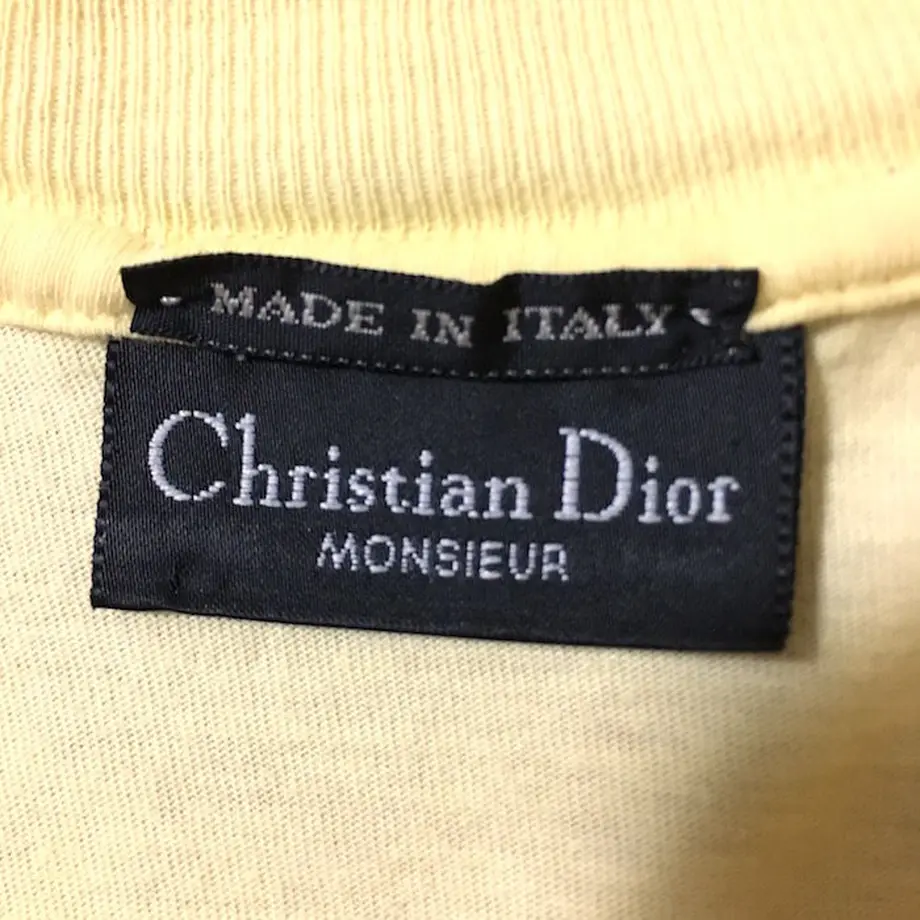 MADE IN ITALY
Christian Dior
MONSIEUR